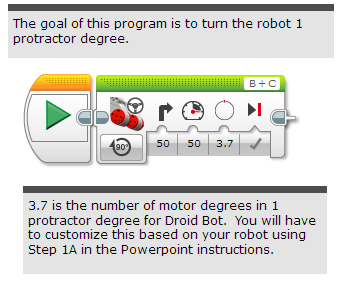 The goal of this program is to turn the robot 1
protractor degree.
B + C
90°
50 50 3.7
3.7 is the number of motor degrees in 1
protractor degree for Droid Bot.  You will have
to customize this based on your robot using
Step 1A in the Powerpoint instructions.